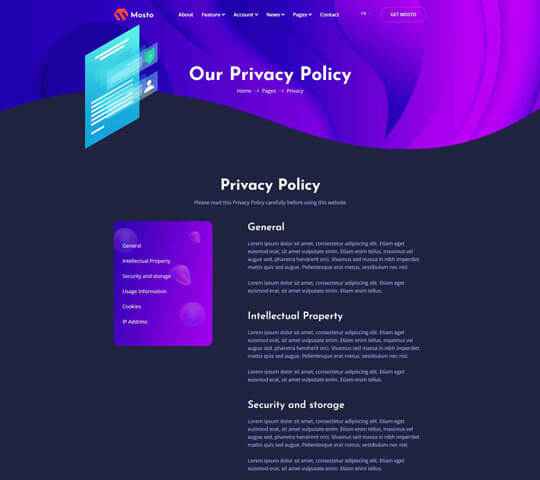 Mosto
About Feature Account News Pages Contact
GET MOSTO
Our Privacy Policy
Home Pages Privacy
Privacy Policy
Please read this Privacy Policy carefully before using this website.
General
Intellectual Property
Security and storage
Usage Information
Cookies
IP Address
General
Lorem ipsum dolor sit amet, consectetur adipiscing elit. Etiam eget
euismod erat, sit amet vulputate enim. Etiam enim tellus, maximus vel
augue sed, pharetra hendrerit orci. Vivamus sed massa in nibh imperdiet
mattis quis sed augue. Pellentesque erat metus, vestibulum nec nisl.
Lorem ipsum dolor sit amet, consectetur adipiscing elit. Etiam eget
euismod erat, sit amet vulputate enim. Etiam enim tellus.
Intellectual Property
Lorem ipsum dolor sit amet, consectetur adipiscing elit. Etiam eget
euismod erat, sit amet vulputate enim. Etiam enim tellus, maximus vel
augue sed, pharetra hendrerit orci. Vivamus sed massa in nibh imperdiet
mattis quis sed augue. Pellentesque erat metus, vestibulum nec nisl.
Lorem ipsum dolor sit amet, consectetur adipiscing elit. Etiam eget
euismod erat, sit amet vulputate enim. Etiam enim tellus.
Security and storage
Lorem ipsum dolor sit amet, consectetur adipiscing elit. Etiam eget
euismod erat, sit amet vulputate enim. Etiam enim tellus, maximus vel
augue sed, pharetra hendrerit orci. Vivamus sed massa in nibh imperdiet
mattis quis sed augue. Pellentesque erat metus, vestibulum nec nisl.
Lorem ipsum dolor sit amet, consectetur adipiscing elit. Etiam eget
euismod erat, sit amet vulputate enim. Etiam enim tellus.